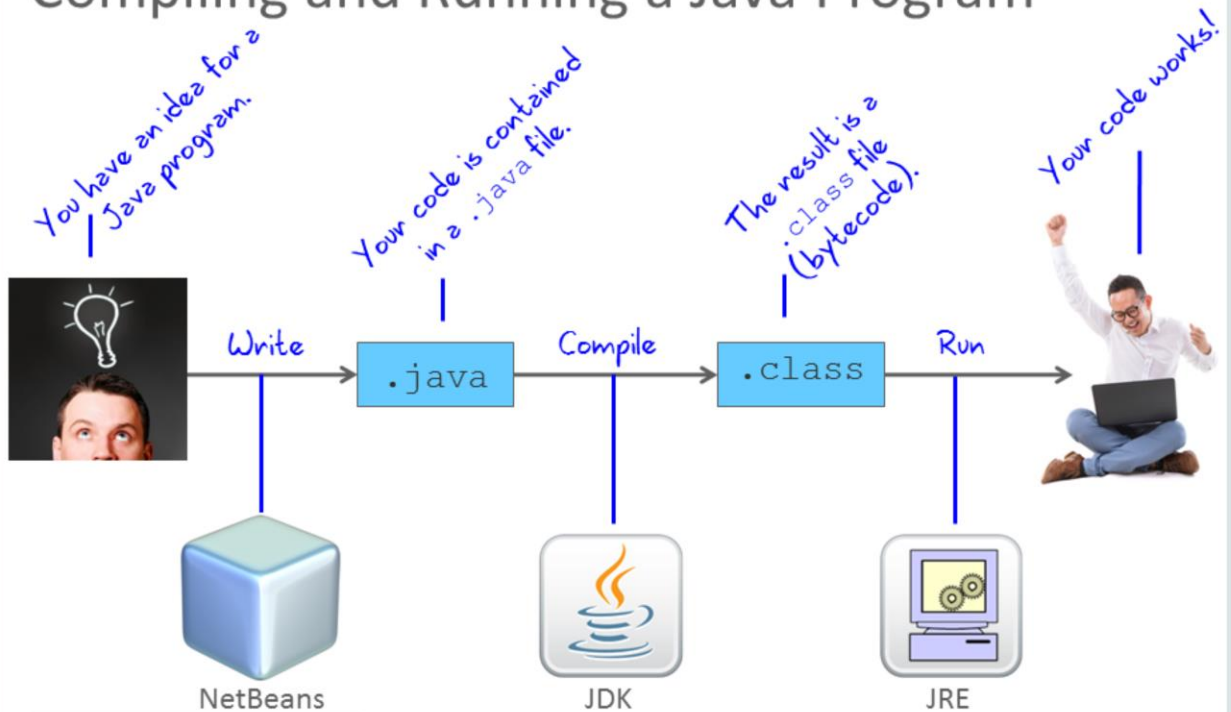 Compiling and Running a Java Program
You have an idea for a
Java program.
Your code is contained
in a .java file.
The result is a
.class file
(bytecode).
Your code works!
Write
.java
Compile
.class
Run
NetBeans
JDK
JRE